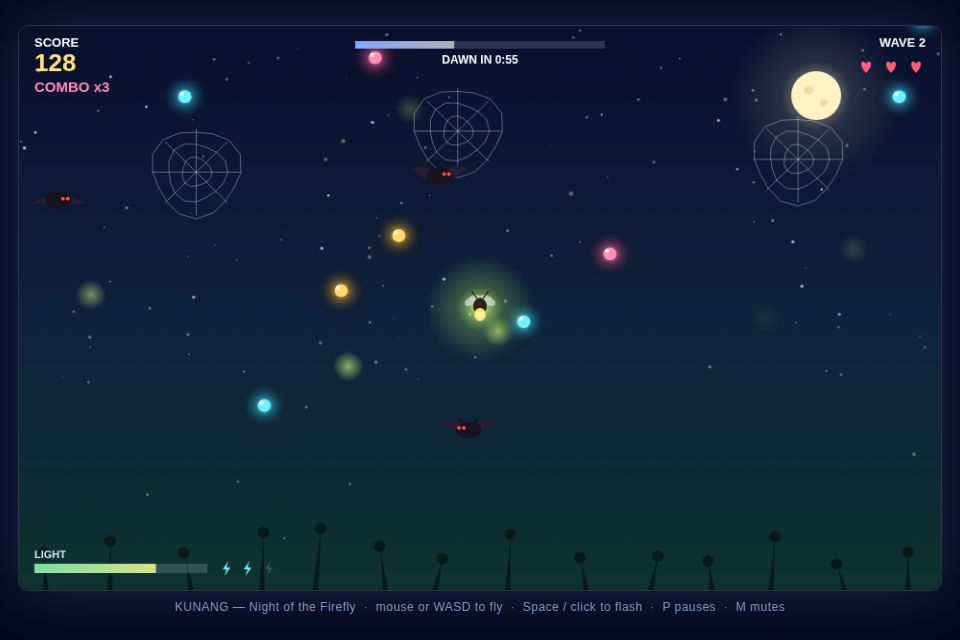 SCORE
128
COMBO x3
DAWN IN 0:55
WAVE 2
LIGHT
KUNANG — Night of the Firefly · mouse or WASD to fly · Space / click to flash · P pauses · M mutes